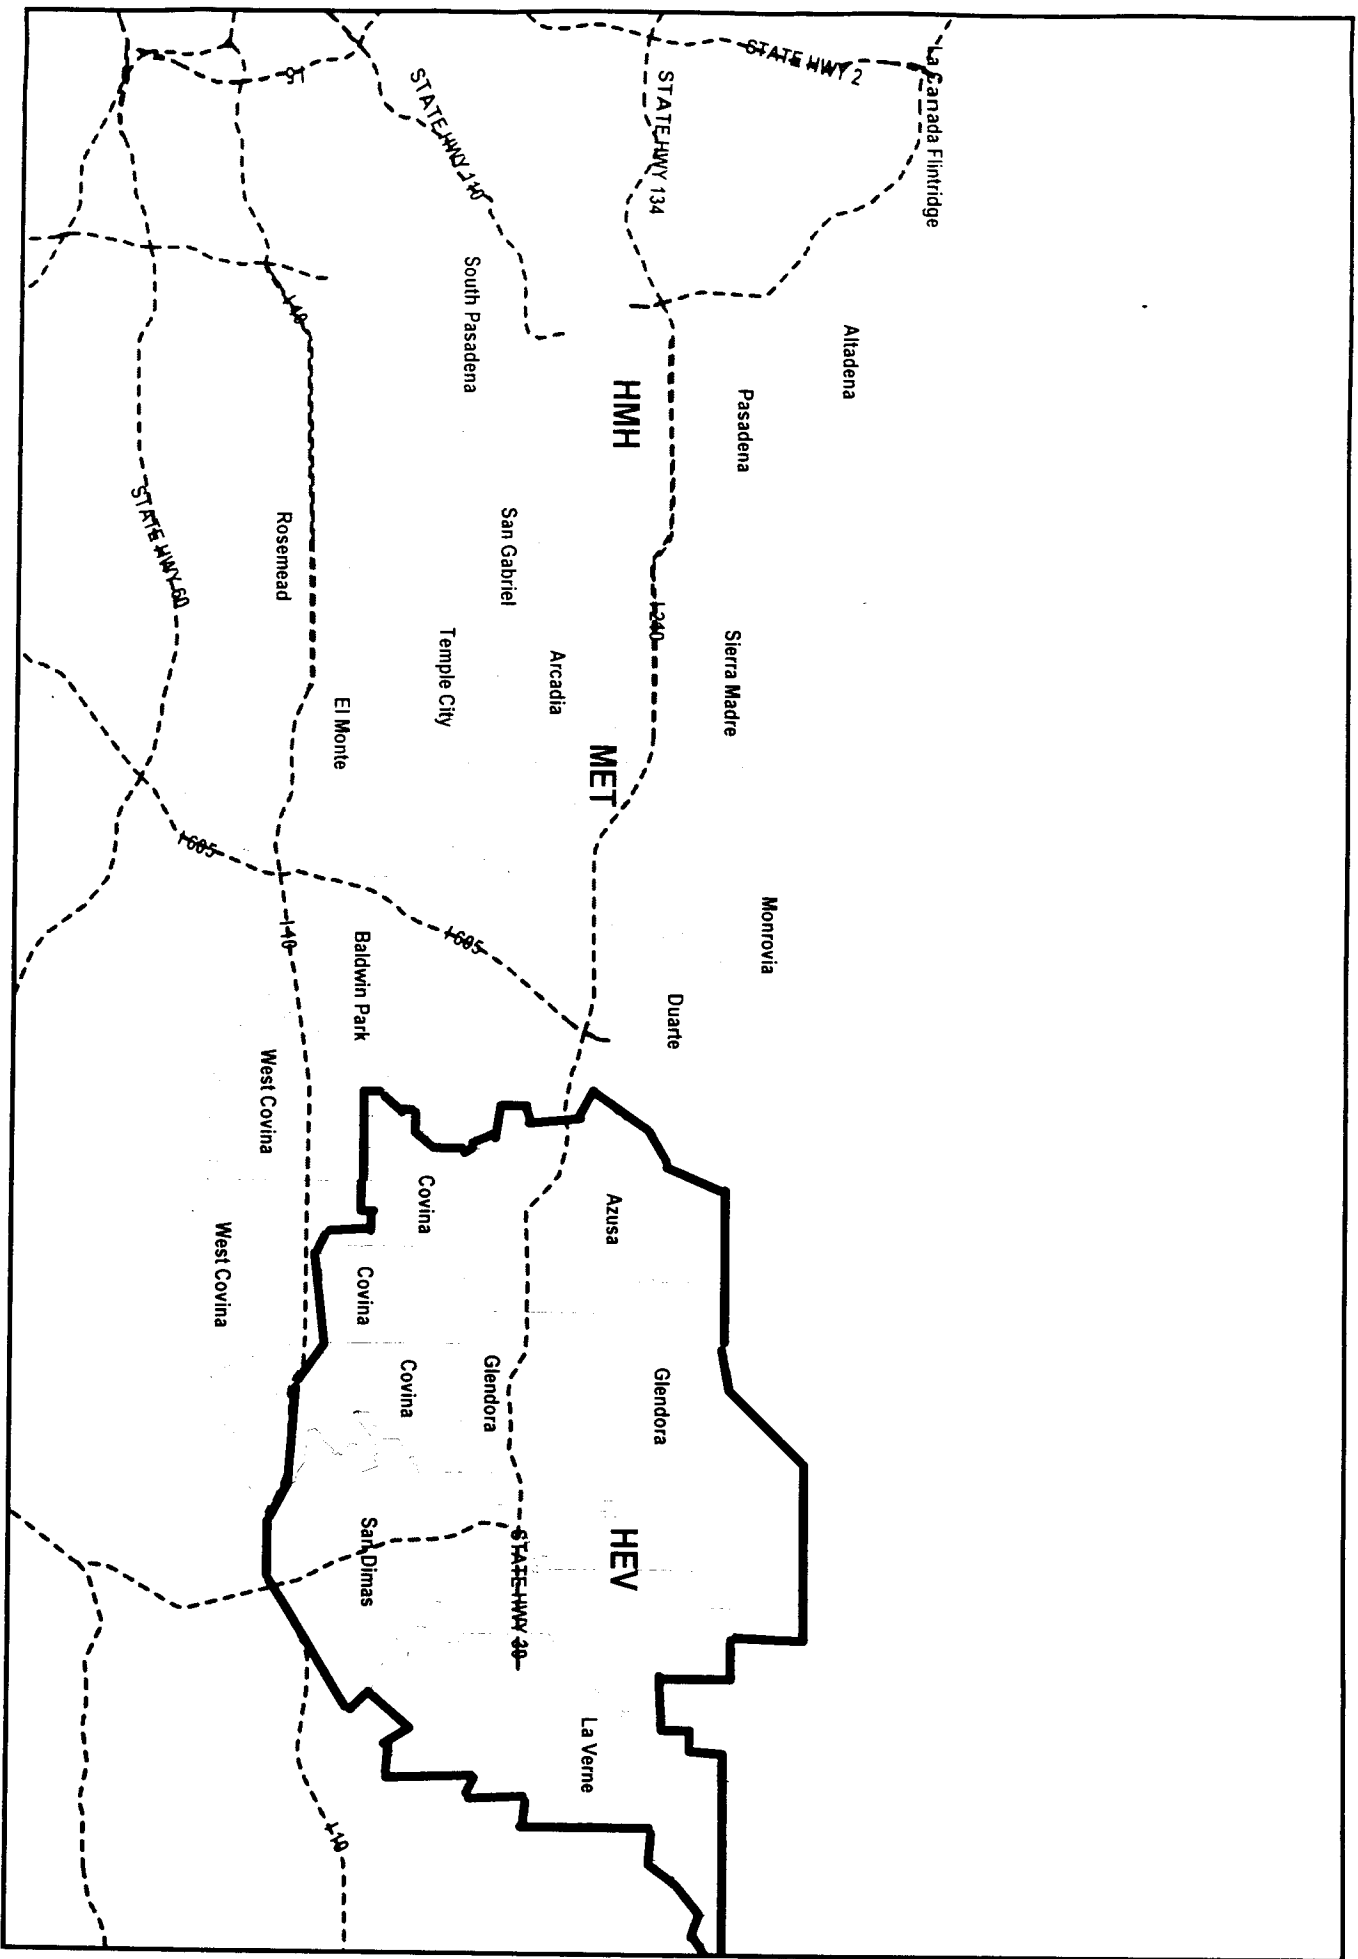 La Canada Flintridge
Altadena
STATE HWY 2
Monrovia
Pasadena
Sierra Madre
Duarte
STATE HWY 134
Glendora
I-210
HMH
HEV
Azusa
MET
La Verne
Arcadia
STATE HWY 30
San Gabriel
Glendora
South Pasadena
I-605
STATE HWY 110
Temple City
Covina
Covina
San Dimas
Covina
Baldwin Park
El Monte
I-10
I-5
I-10
I-10
Rosemead
West Covina
West Covina
I-605
STATE HWY 60